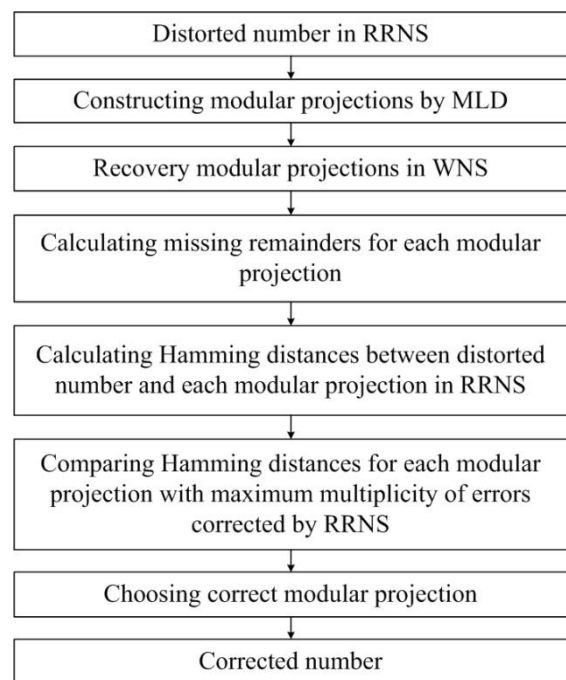 Distorted number in RRNS
Constructing modular projections by MLD
Recovery modular projections in WNS
Calculating missing remainders for each modular
projection
Calculating Hamming distances between distorted
number and each modular projection in RRNS
Comparing Hamming distances for each modular
projection with maximum multiplicity of errors
corrected by RRNS
Choosing correct modular projection
Corrected number